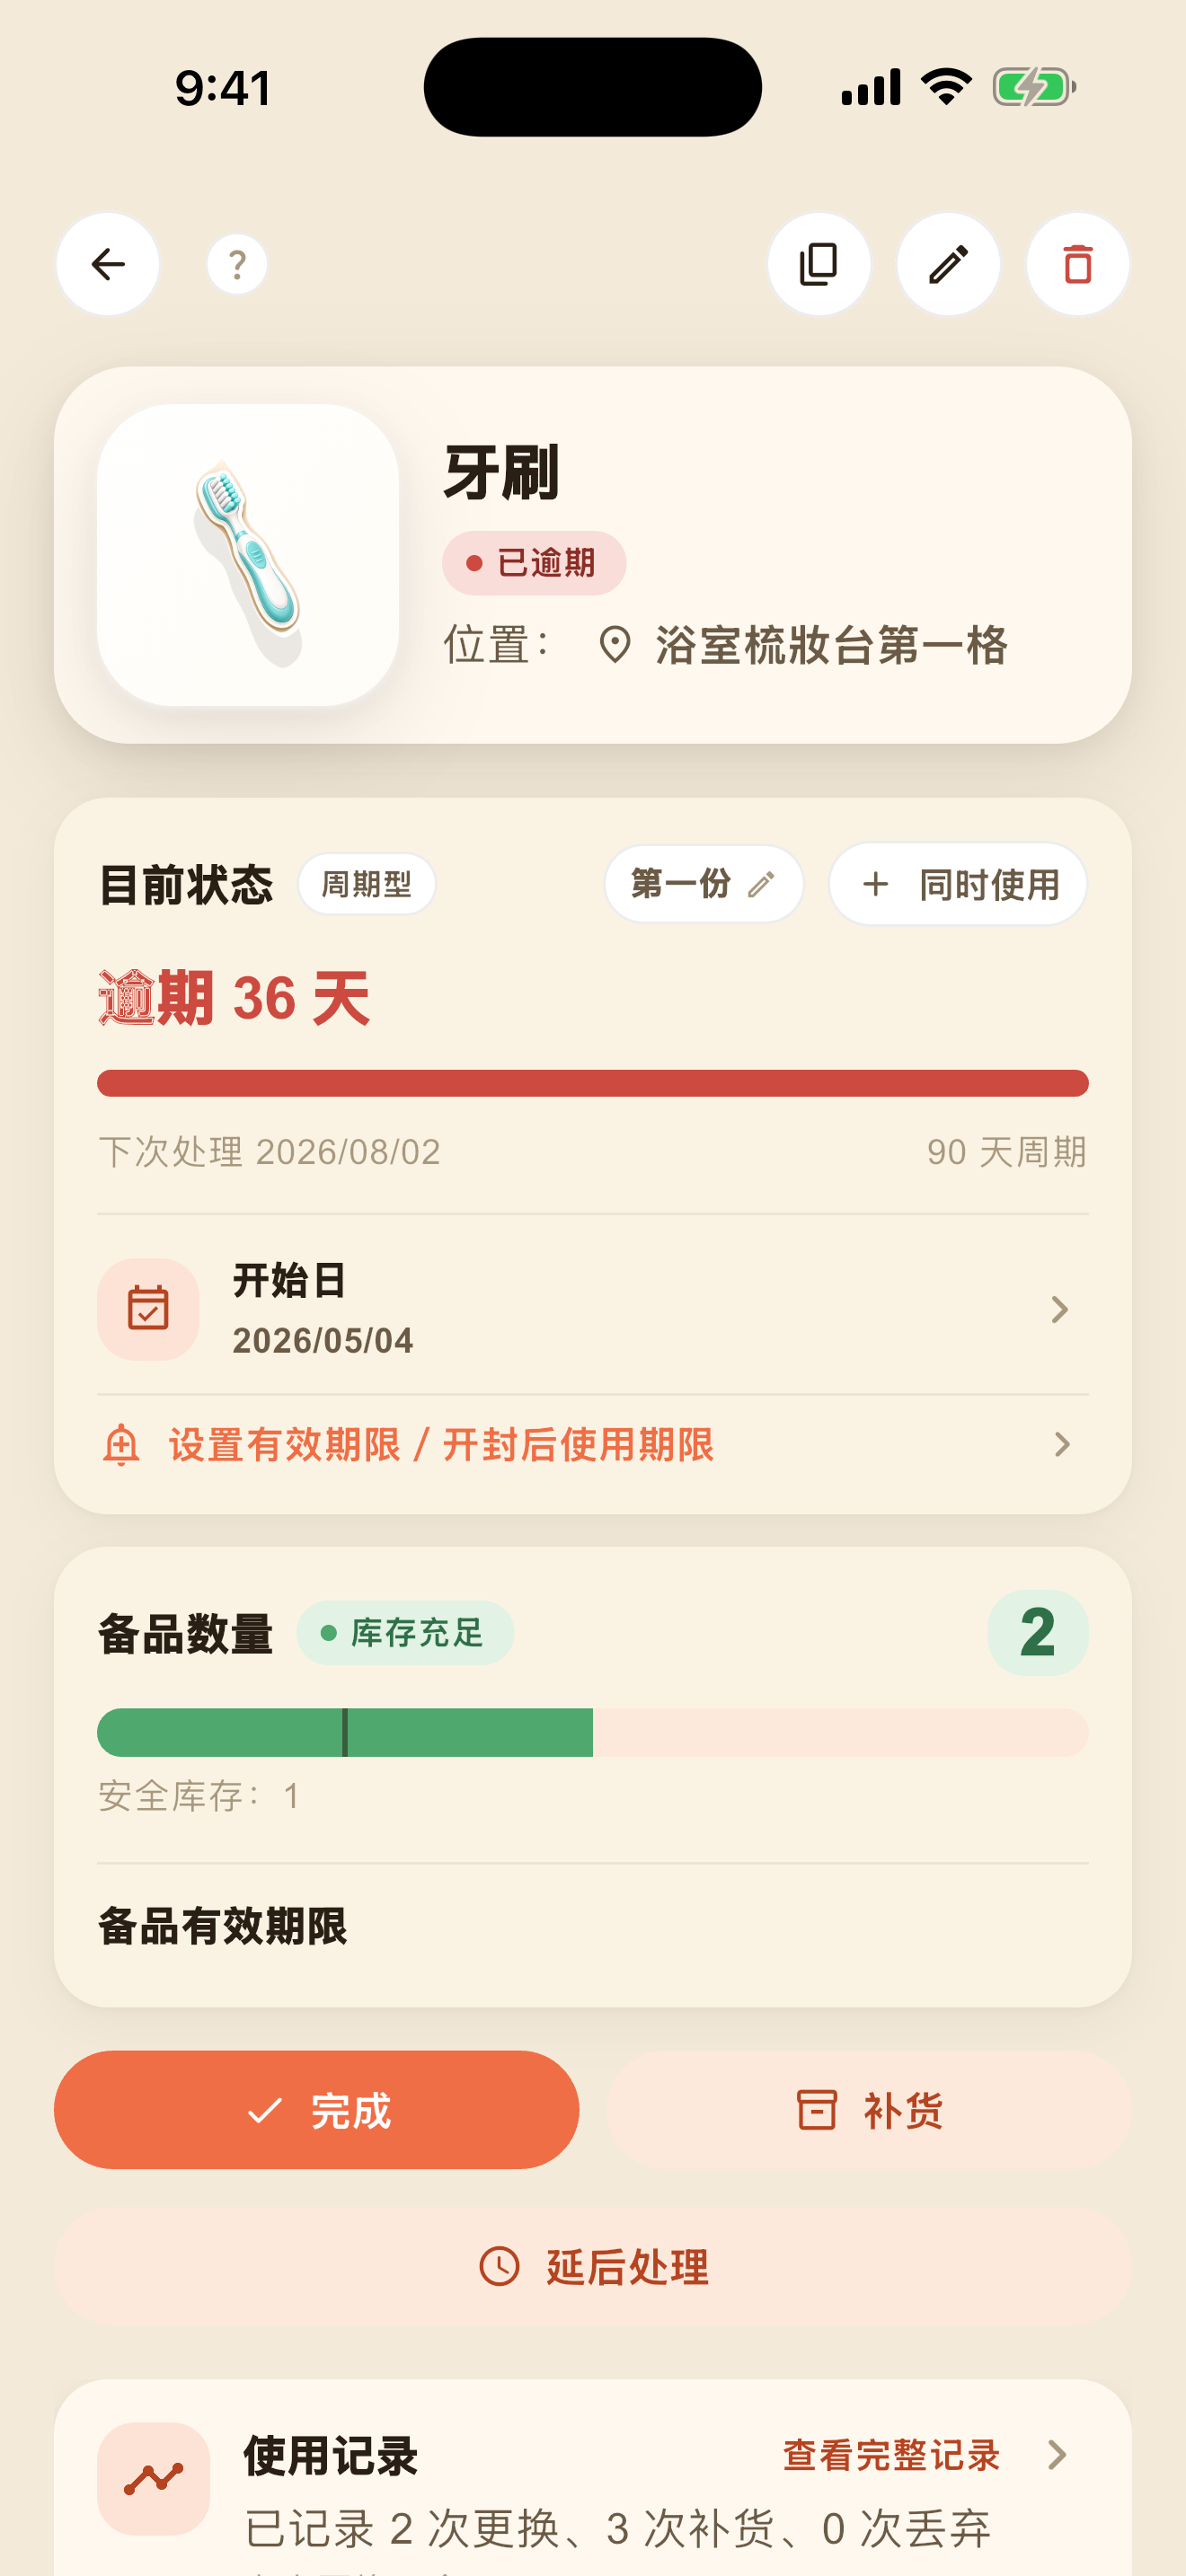 9:41
?
牙刷
已逾期
位置： 浴室梳妆台第一格
目前状态 周期型 第一份 + 同时使用
逾期 36 天
下次处理 2026/08/02 90 天周期
开始日
2026/05/04
设置有效期限 / 开封后使用期限
备品数量 库存充足 2
安全库存：1
备品有效期限
完成 补货
延后处理
使用记录 查看完整记录
已记录 2 次更换、3 次补货、0 次丢弃